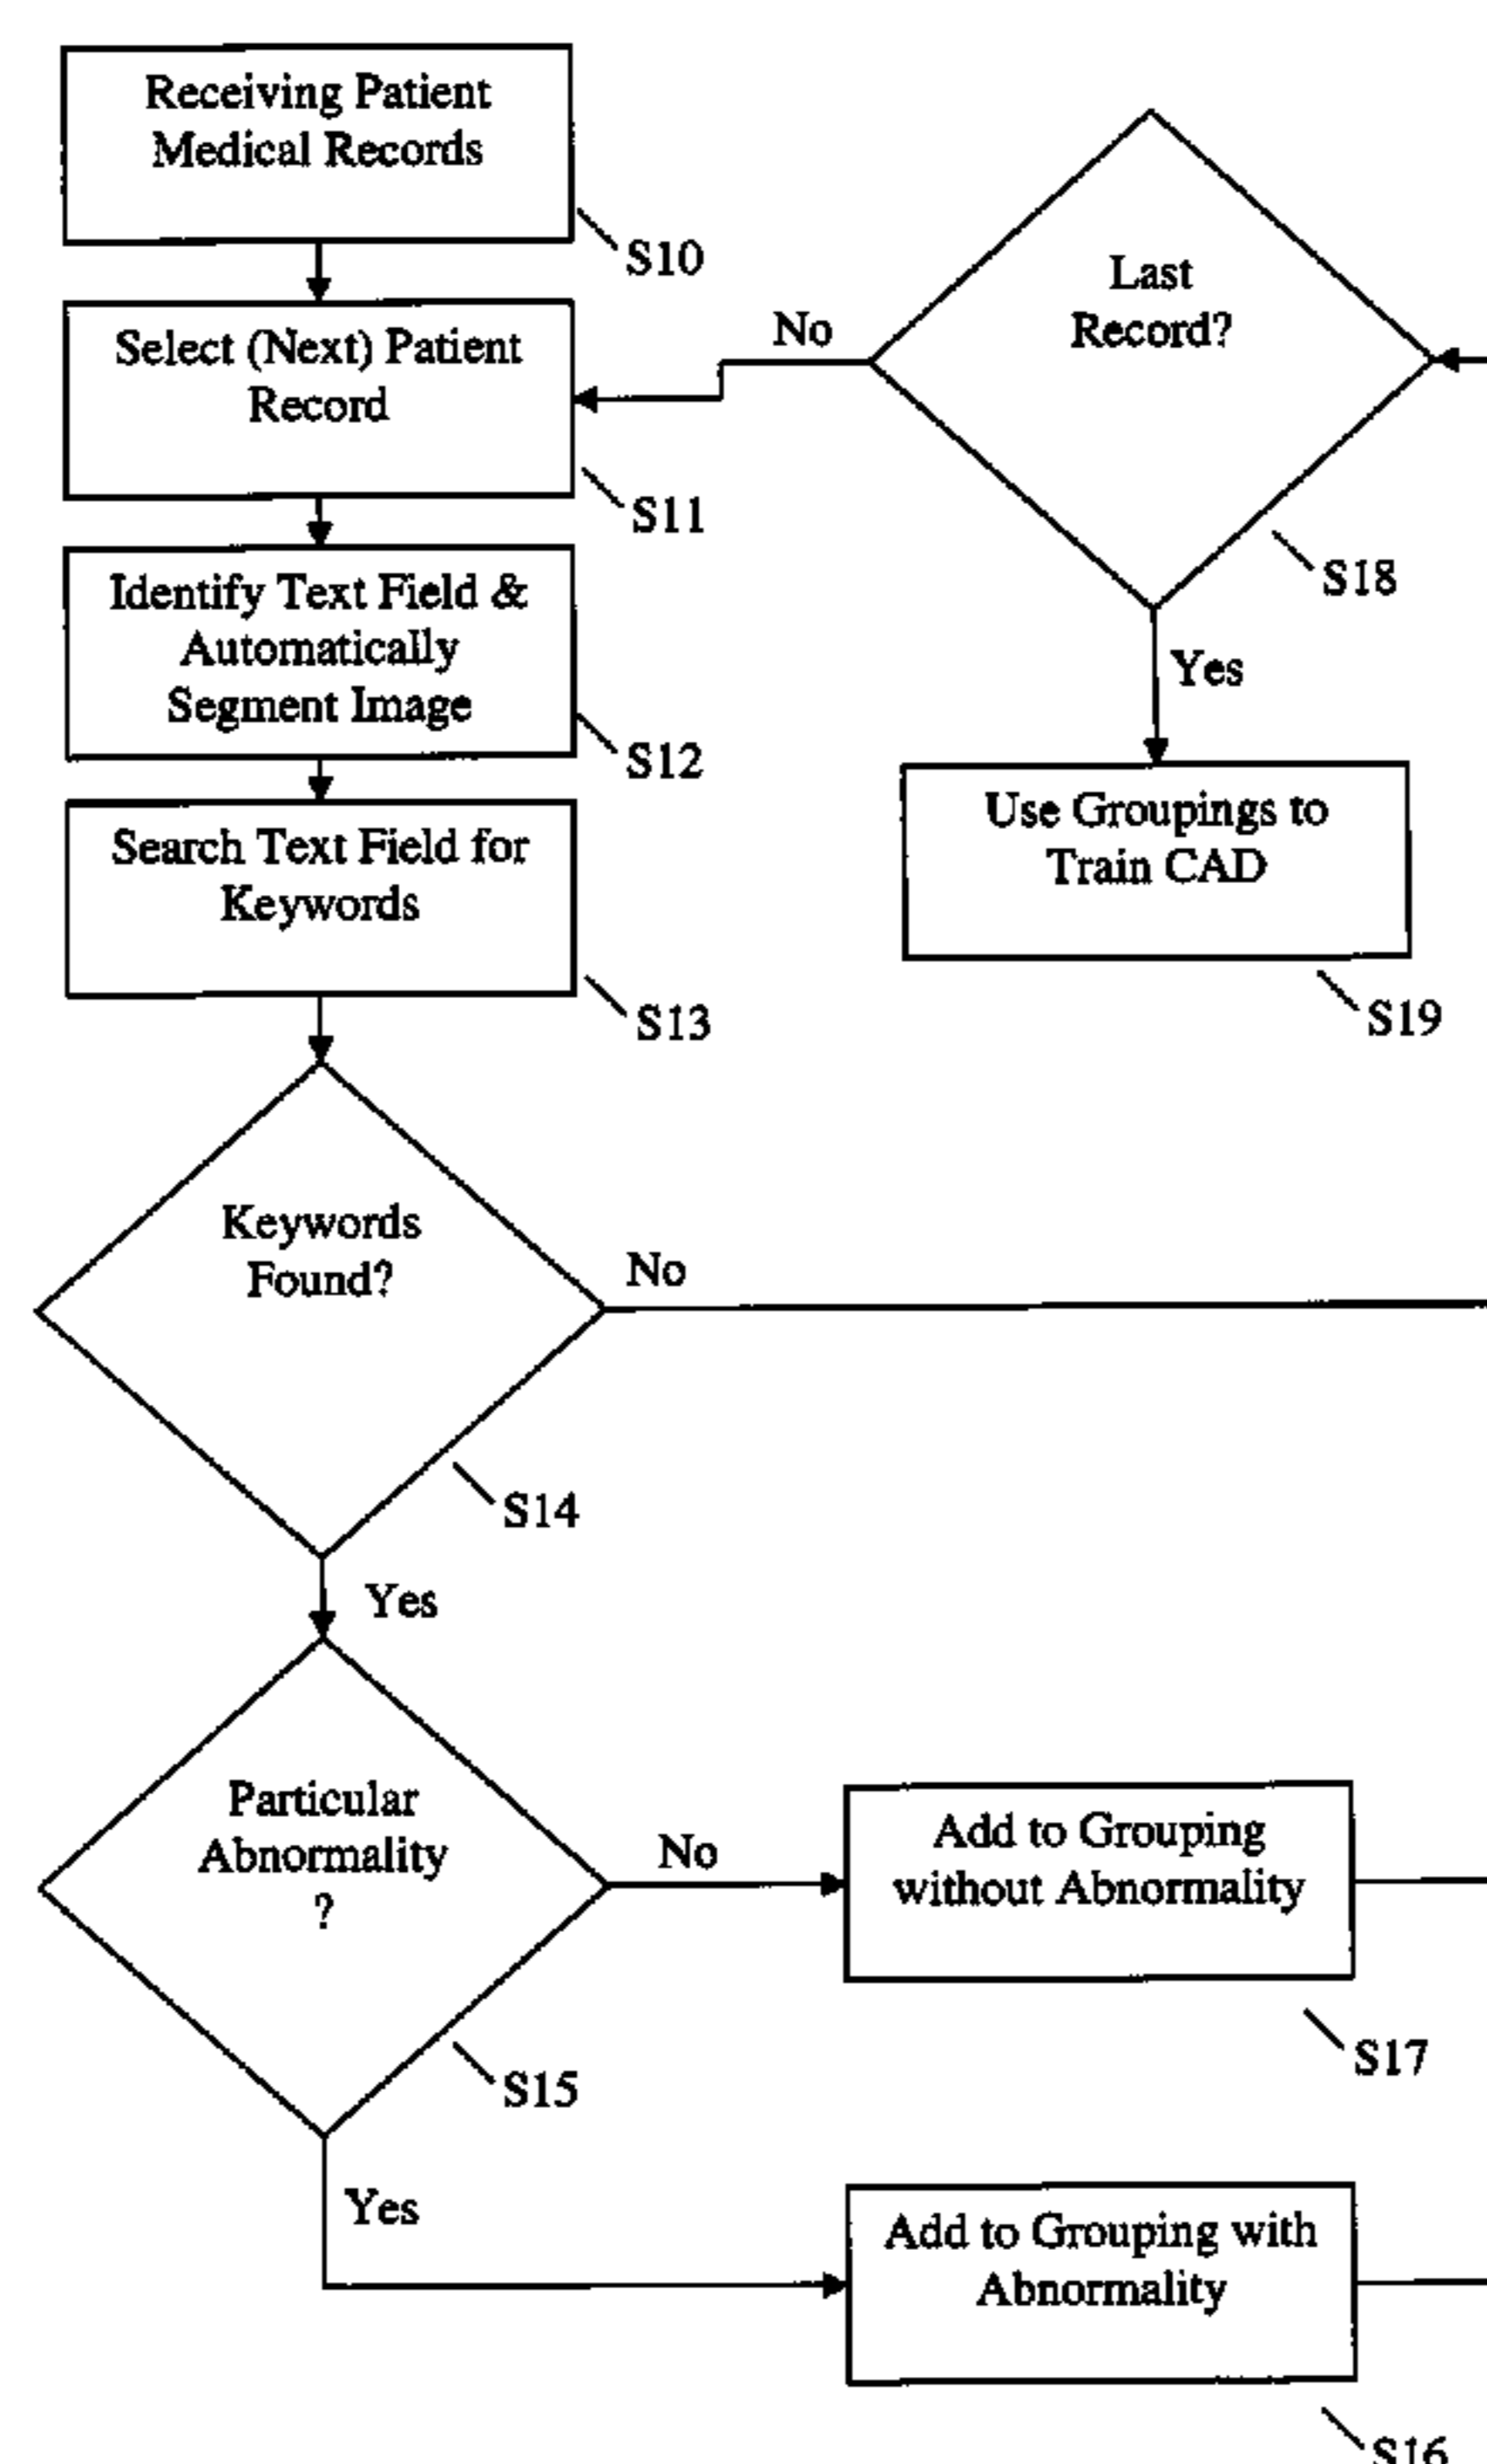 Receiving Patient
Medical Records
S10
Select (Next) Patient
Record
S11
Identify Text Field &
Automatically
Segment Image
S12
Search Text Field for
Keywords
S13
Keywords
Found?
No
S14
Yes
Particular
Abnormality
?
No
S15
Yes
Add to Grouping
without Abnormality
S17
Add to Grouping with
Abnormality
S16
Last
Record?
No
S18
Yes
Use Groupings to
Train CAD
S19